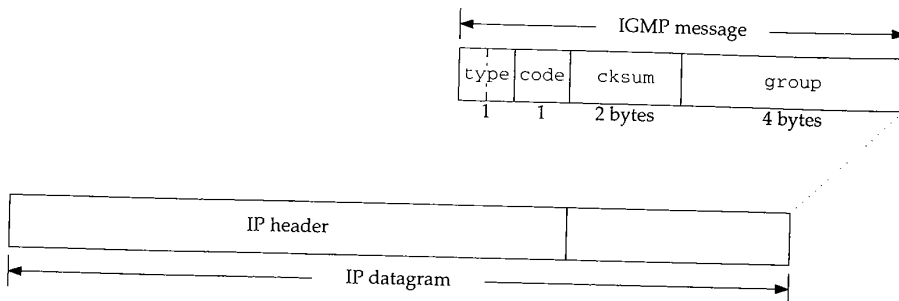 IGMP message
type code cksum group
1 1 2 bytes 4 bytes
IP header
IP datagram